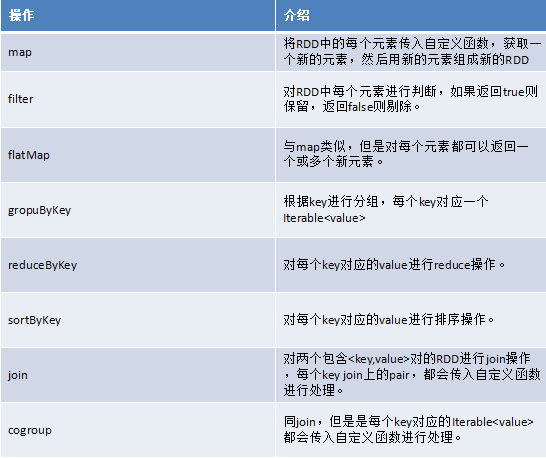 操作
介绍
map
将RDD中的每个元素传入自定义函数，获取一
个新的元素，然后用新的元素组成新的RDD
filter
对RDD中每个元素进行判断，如果返回true则
保留，返回false则剔除。
flatMap
与map类似，但是对每个元素都可以返回一
个或多个新元素。
gropuByKey
根据key进行分组，每个key对应一个
Iterable<value>
reduceByKey
对每个key对应的value进行reduce操作。
sortByKey
对每个key对应的value进行排序操作。
join
对两个包含<key,value>对的RDD进行join操作
，每个key join上的pair，都会传入自定义函数
进行处理。
cogroup
同join，但是是每个key对应的Iterable<value>
都会传入自定义函数进行处理。